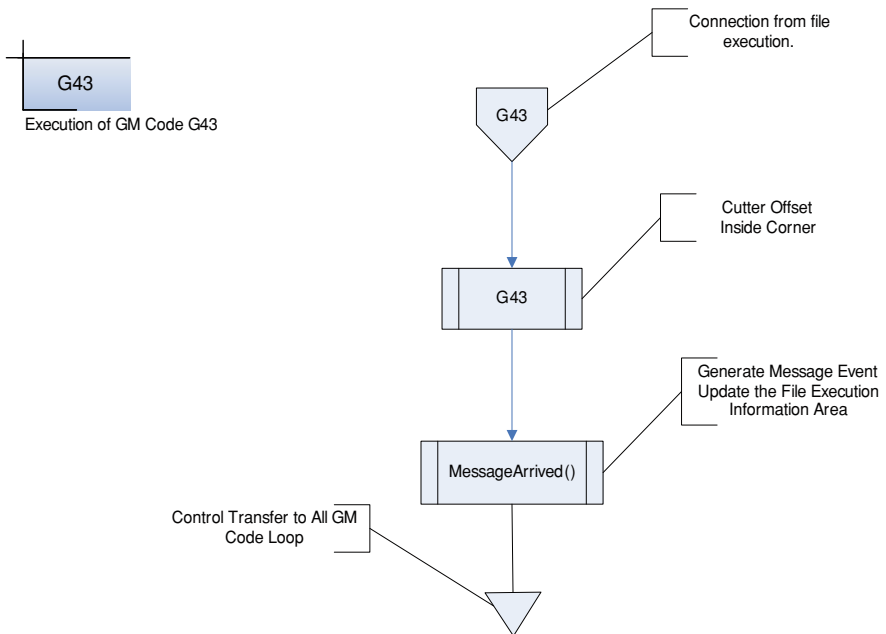 Connection from file
execution.
G43
Execution of GM Code G43
G43
Cutter Offset
Inside Corner
G43
Generate Message Event
Update the File Execution
Information Area
MessageArrived()
Control Transfer to All GM
Code Loop